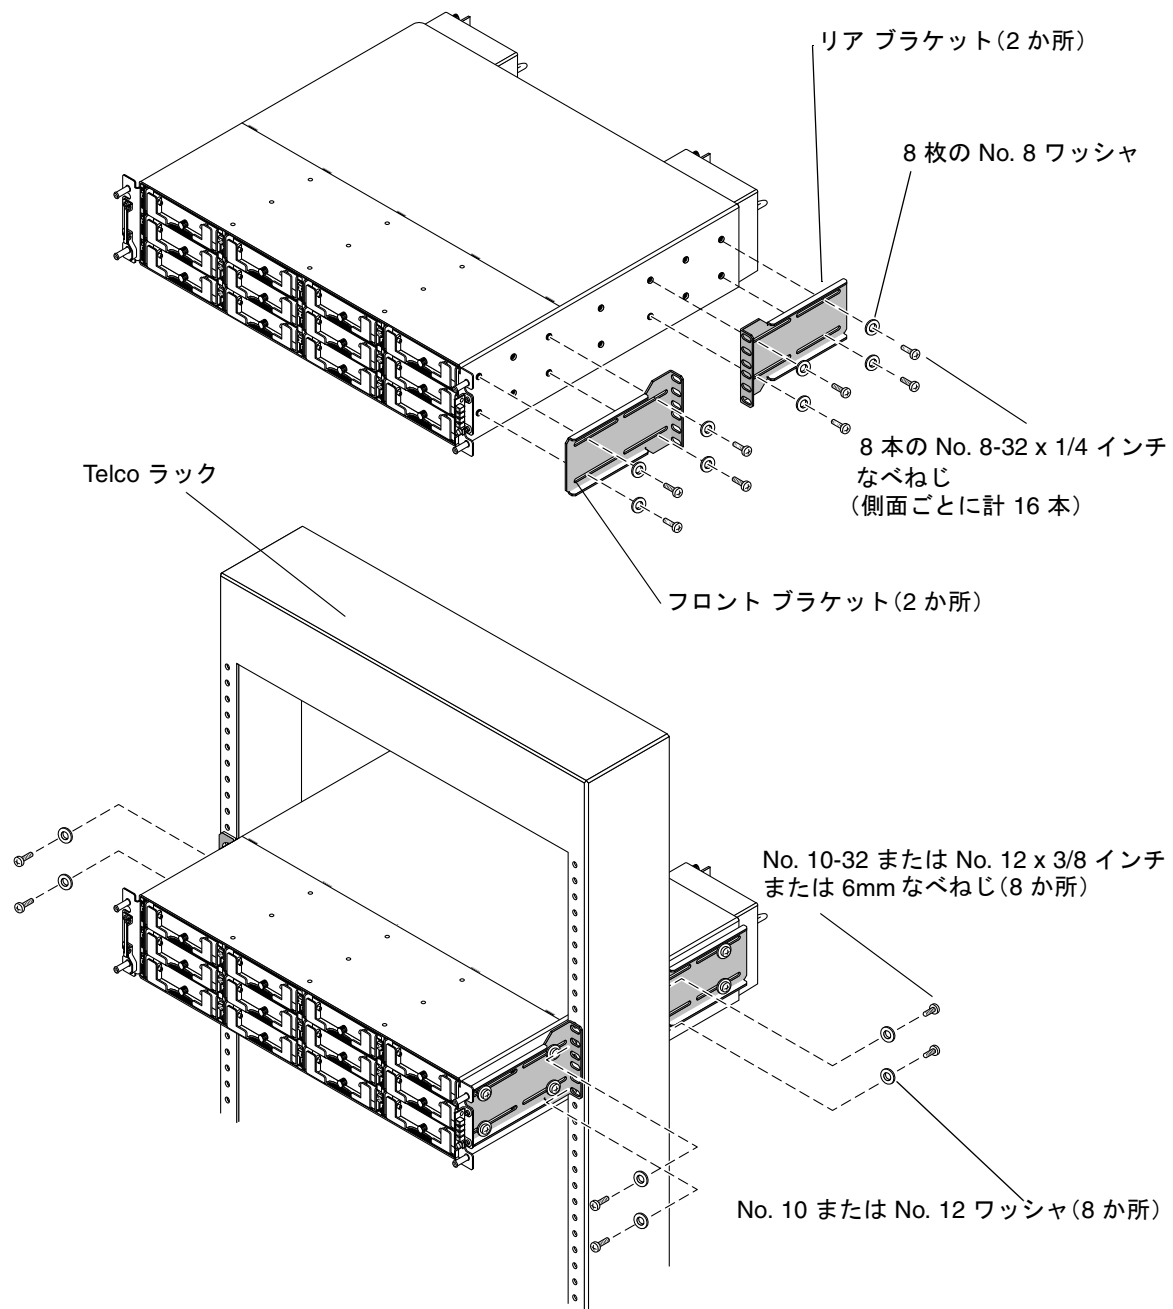 リア ブラケット(2 か所)
8 枚の No. 8 ワッシャ
8 本の No. 8-32 x 1/4 インチ
なべねじ
(側面ごとに計 16 本)
Telco ラック
フロント ブラケット(2 か所)
No. 10-32 または No. 12 x 3/8 インチ
または 6mm なべねじ(8 か所)
No. 10 または No. 12 ワッシャ(8 か所)